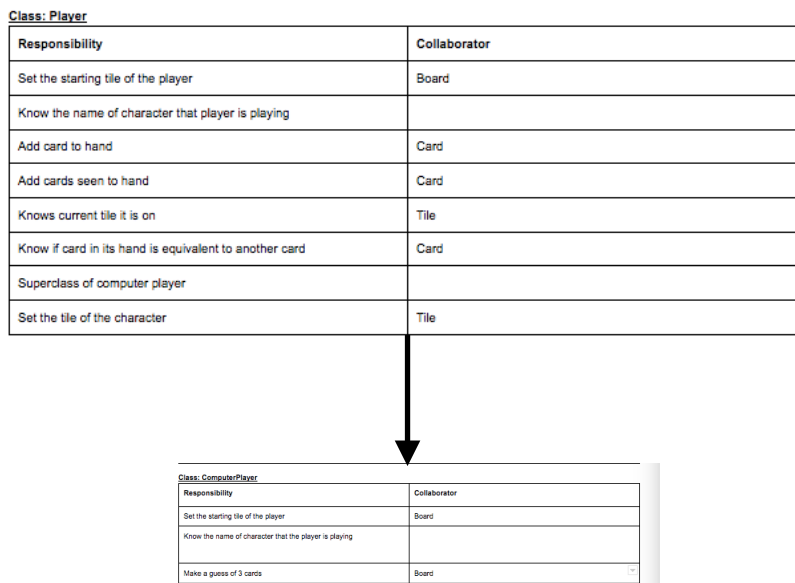 Class: Player
Responsibility Collaborator
Set the starting tile of the player Board
Know the name of character that player is playing
Add card to hand Card
Add cards seen to hand Card
Knows current tile it is on Tile
Know if card in its hand is equivalent to another card Card
Superclass of computer player
Set the tile of the character Tile
Class: ComputerPlayer
Responsibility Collaborator
Set the starting tile of the player Board
Know the name of character that the player is playing
Make a guess of 3 cards Board